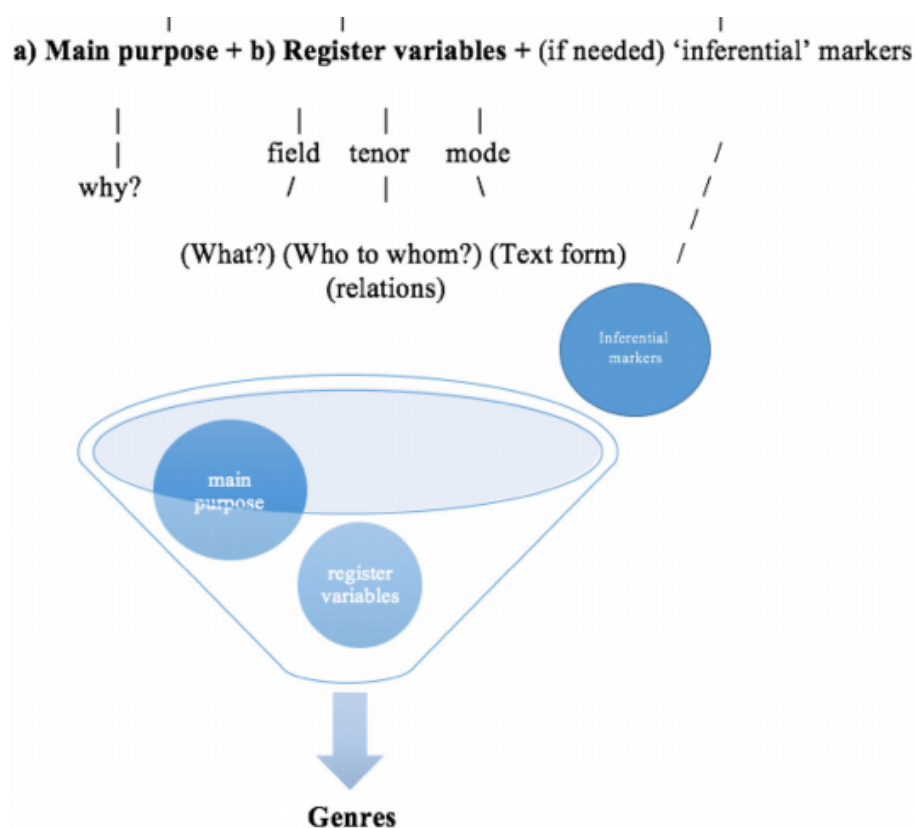 a) Main purpose + b) Register variables + (if needed) ‘inferential’ markers
field tenor mode
why?
(What?) (Who to whom?) (Text form)
(relations)
Inferential
markers
main
purpose
register
variables
Genres